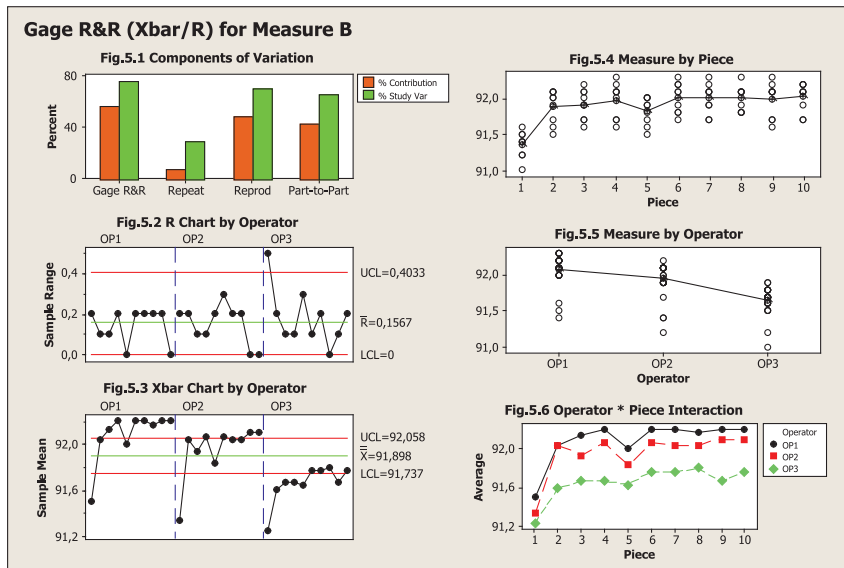 Gage R&R (Xbar/R) for Measure B
Fig.5.1 Components of Variation
Percent
80
40
0
Gage R&R Repeat Reprod Part-to-Part
% Contribution
% Study Var
Fig.5.2 R Chart by Operator
OP1 OP2 OP3
Sample Range
0,4
0,2
0,0
UCL=0,4033
R=0,1567
LCL=0
Fig.5.3 Xbar Chart by Operator
OP1 OP2 OP3
Sample Mean
92,0
91,6
91,2
UCL=92,058
X=91,898
LCL=91,737
Fig.5.4 Measure by Piece
92,0
91,5
91,0
1 2 3 4 5 6 7 8 9 10
Piece
Fig.5.5 Measure by Operator
92,0
91,5
91,0
OP1 OP2 OP3
Operator
Fig.5.6 Operator * Piece Interaction
Average
92,0
91,6
91,2
1 2 3 4 5 6 7 8 9 10
Piece
Operator
OP1
OP2
OP3